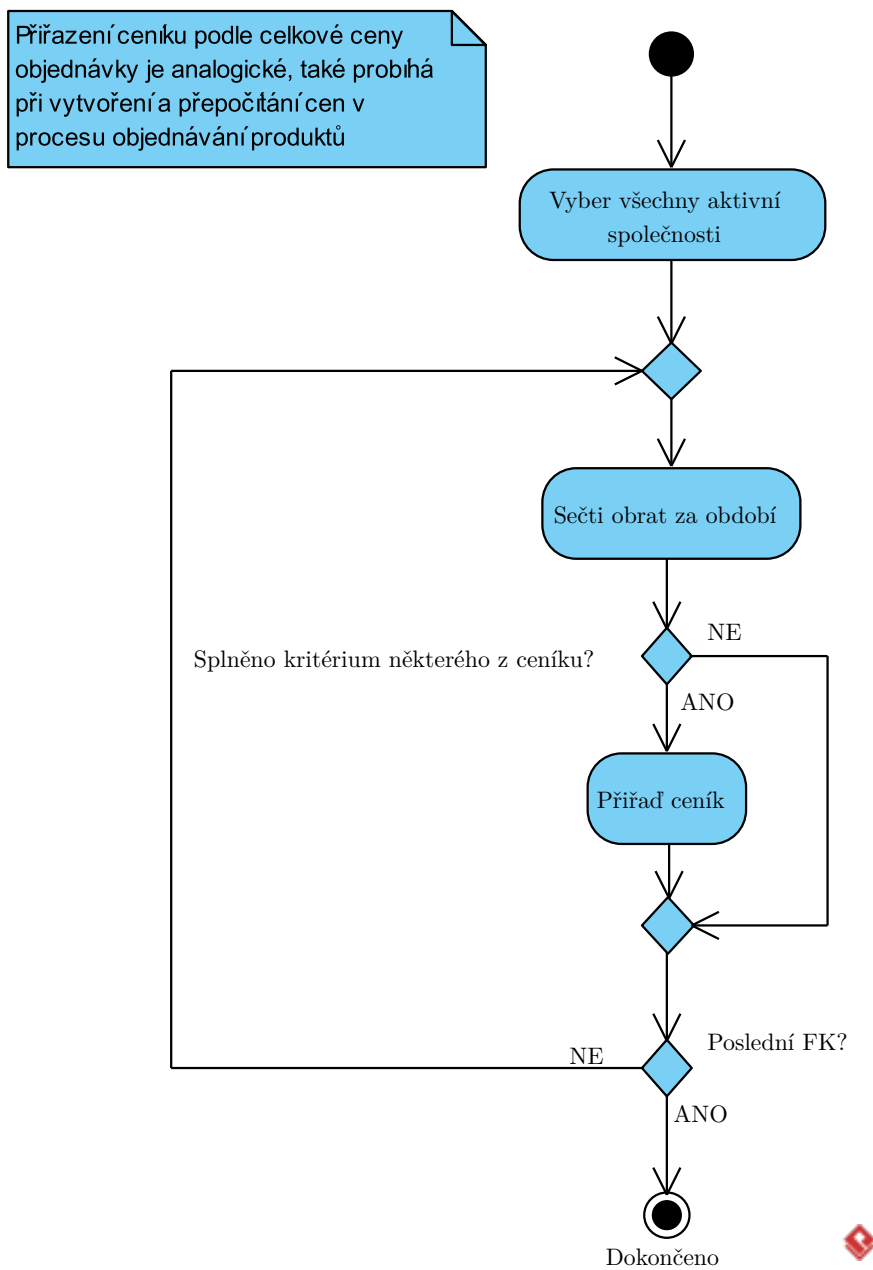 Přiřazení ceníku podle celkové ceny
objednávky je analogické, také probíhá
při vytvoření a přepočítání cen v
procesu objednávání produktů
Vyber všechny aktivní
společnosti
Sečti obrat za období
NE
Splněno kritérium některého z ceníku?
ANO
Přiřaď ceník
Poslední FK?
NE
ANO
Dokončeno